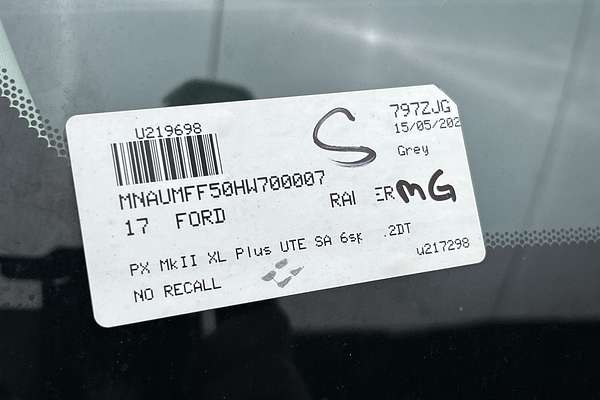 U219698
S
797ZJG
15/05/202
MNAUMFF50HW700007
Grey
17 FORD
RAI ER MG
PX MkII XL Plus UTE SA 6sp .2DT
u217298
NO RECALL